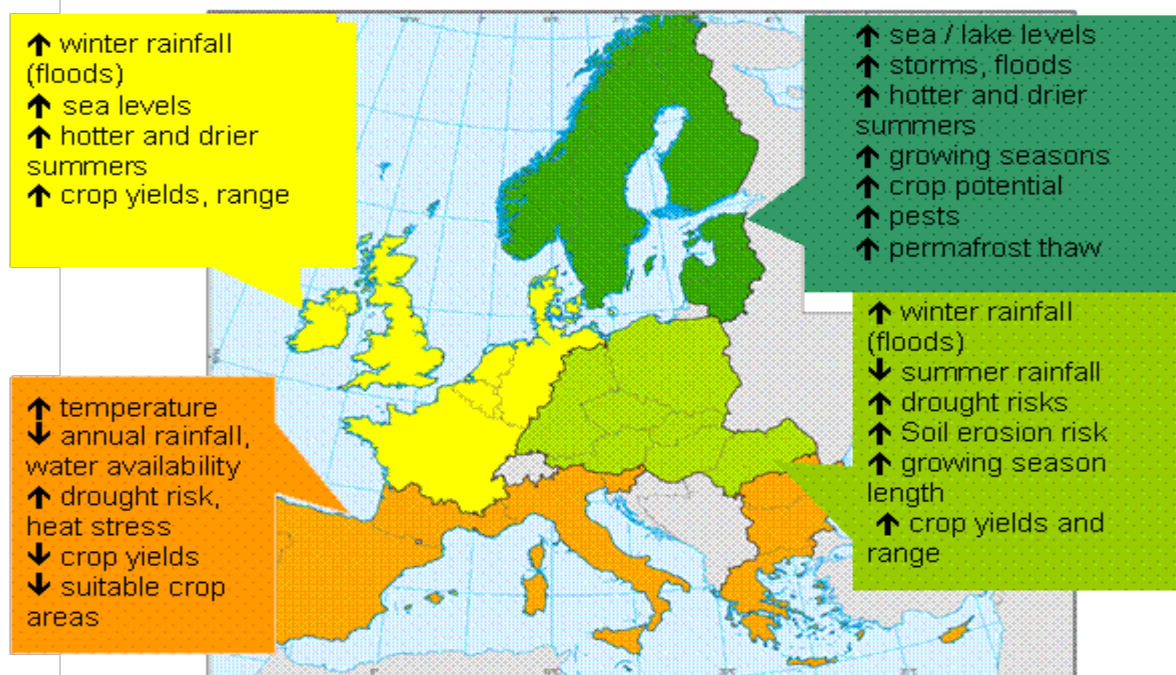 ↑ winter rainfall
(floods)
↑ sea levels
↑ hotter and drier
summers
↑ crop yields, range
↑ sea / lake levels
↑ storms, floods
↑ hotter and drier
summers
↑ growing seasons
↑ crop potential
↑ pests
↑ permafrost thaw
↑ temperature
↓ annual rainfall,
water availability
↑ drought risk,
heat stress
↓ crop yields
↓ suitable crop
areas
↑ winter rainfall
(floods)
↓ summer rainfall
↑ drought risks
↑ Soil erosion risk
↑ growing season
length
↑ crop yields and
range